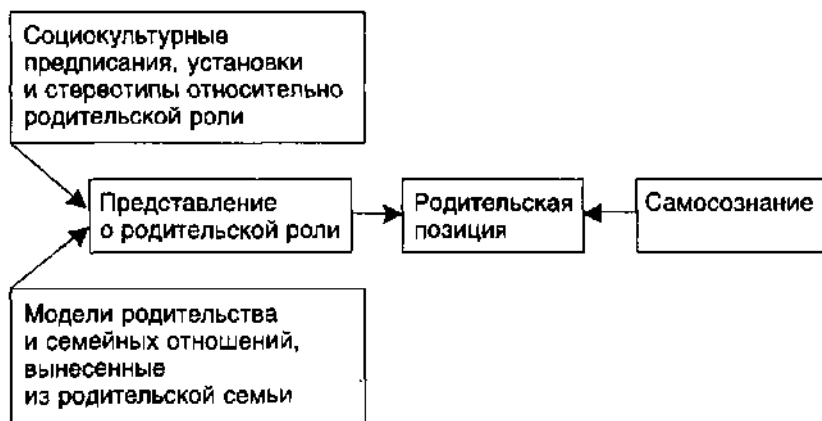 Социокультурные
предписания, установки
и стереотипы относительно
родительской роли
Представление
о родительской роли
Родительская
позиция
Самосознание
Модели родительства
и семейных отношений,
вынесенные
из родительской семьи